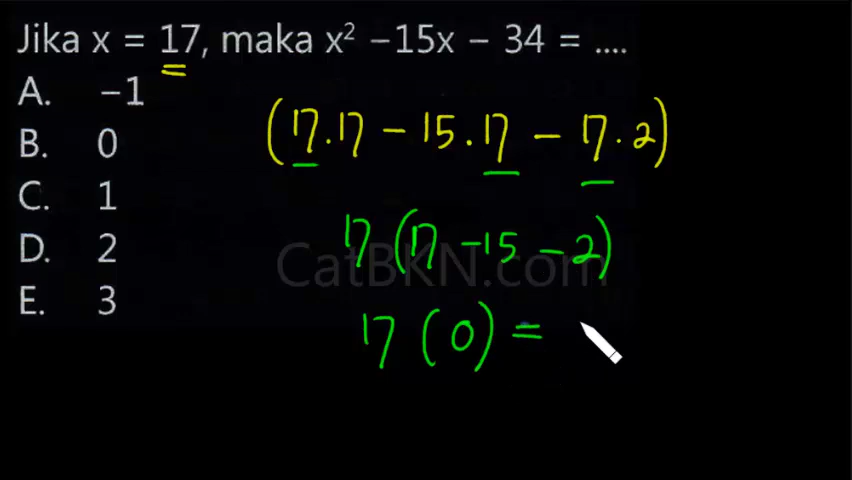 Jika x = 17, maka x² −15x − 34 = ....
A. −1
B. 0
C. 1
D. 2
E. 3
(17.17 − 15.17 − 17.2)
17 (17 −15 −2)
CatBKN.com
17 (0) =